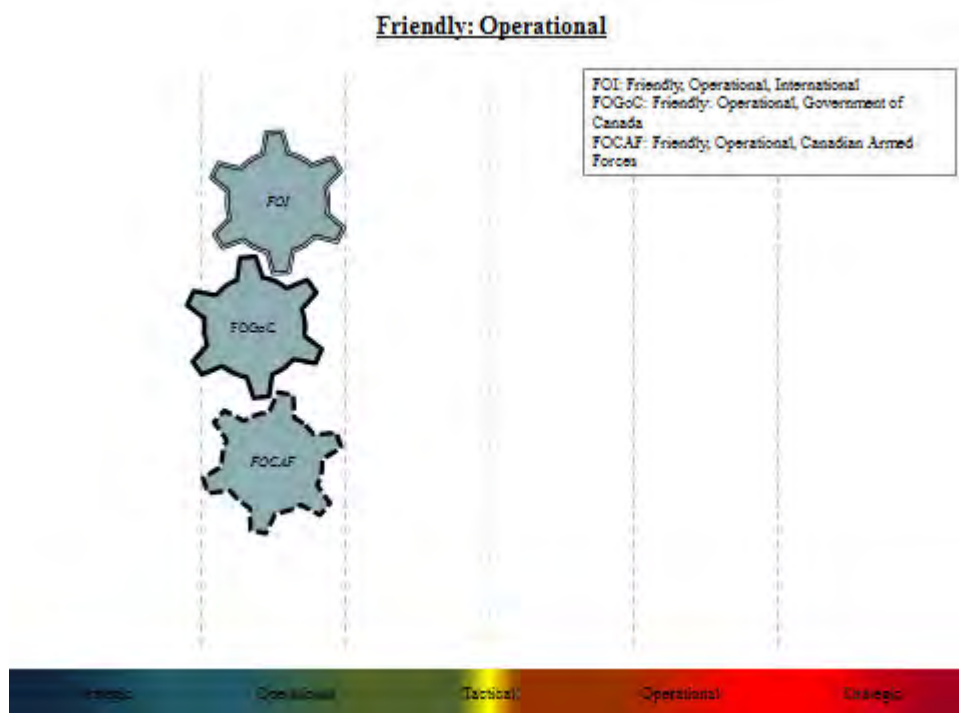 Friendly: Operational
FOI: Friendly, Operational, International
FOGoC: Friendly: Operational, Government of
Canada
FOCAF: Friendly, Operational, Canadian Armed
Forces
FOI
FOGoC
FOCAF
Strategic Operational Tactical Operational Strategic